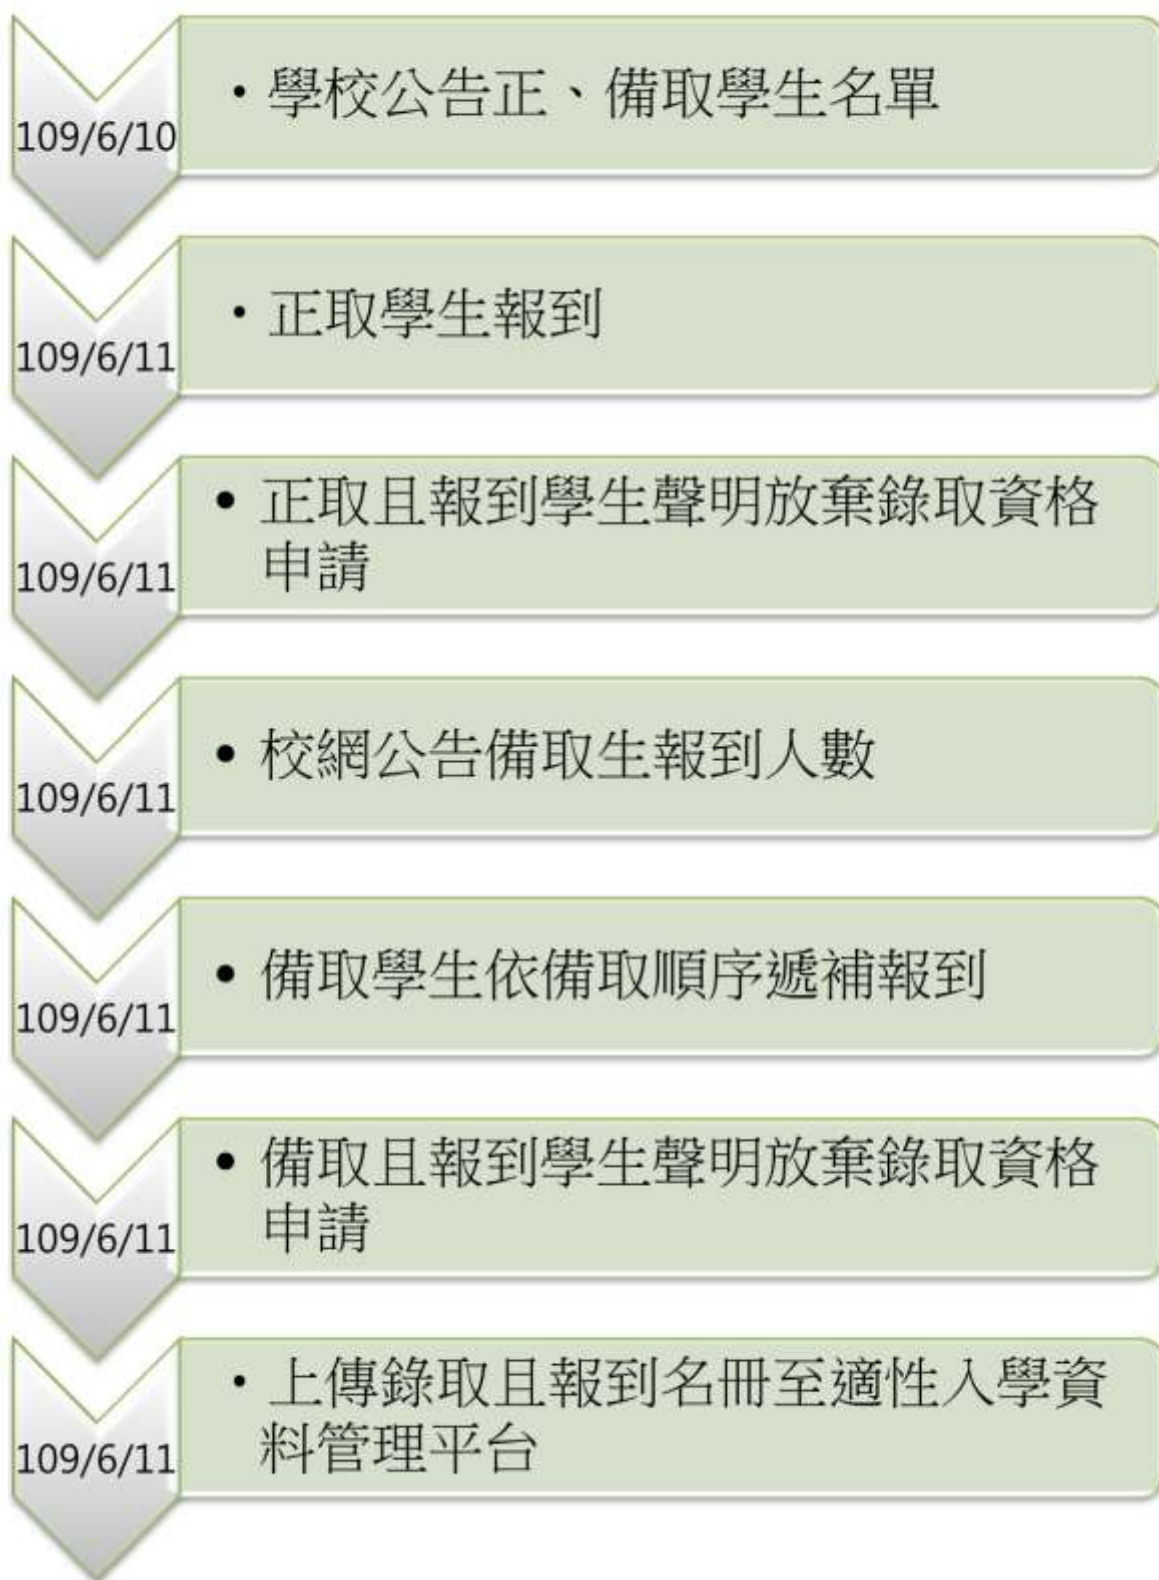 109/6/10
・學校公告正、備取學生名單
109/6/11
・正取學生報到
109/6/11
• 正取且報到學生聲明放棄錄取資格
申請
109/6/11
• 校網公告備取生報到人數
109/6/11
• 備取學生依備取順序遞補報到
109/6/11
• 備取且報到學生聲明放棄錄取資格
申請
109/6/11
・上傳錄取且報到名冊至適性入學資
料管理平台